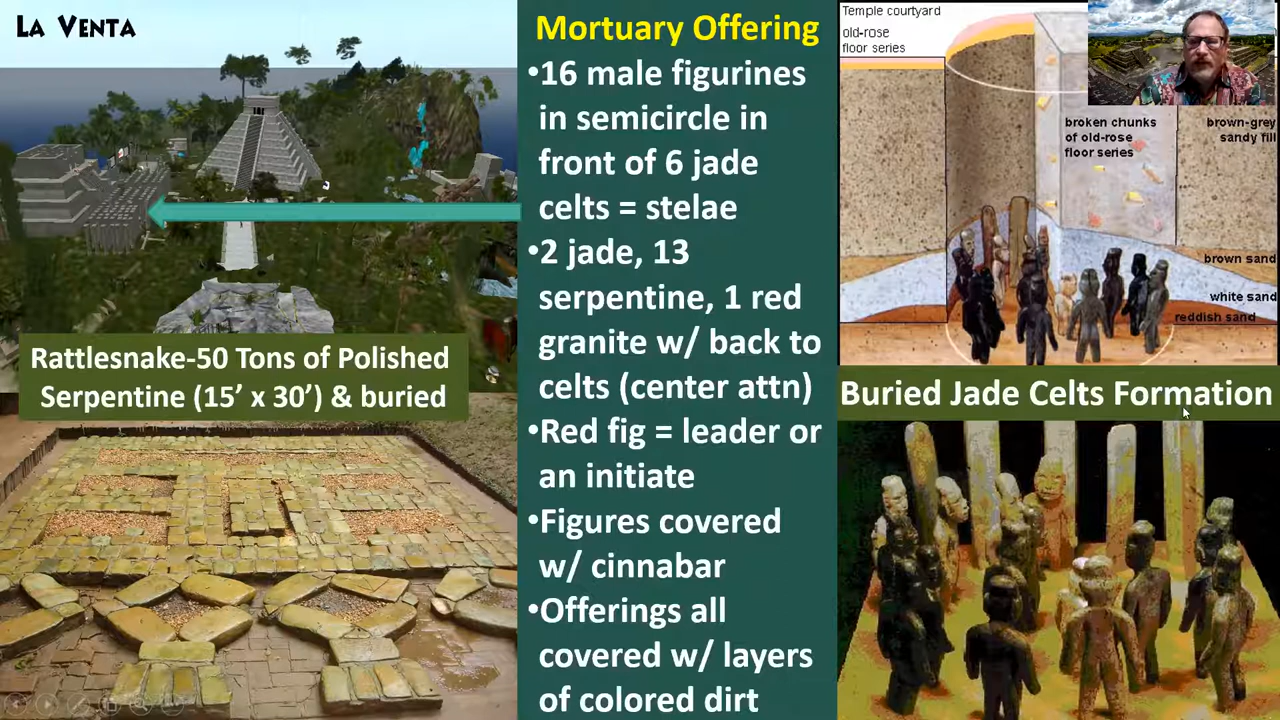 La Venta
Rattlesnake-50 Tons of Polished
Serpentine (15’ x 30’) & buried
Mortuary Offering
•16 male figurines
in semicircle in
front of 6 jade
celts = stelae
•2 jade, 13
serpentine, 1 red
granite w/ back to
celts (center attn)
•Red fig = leader or
an initiate
•Figures covered
w/ cinnabar
•Offerings all
covered w/ layers
of colored dirt
Temple courtyard
old-rose
floor series
broken chunks
of old-rose
floor series
brown-grey
sandy fill
brown sand
white sand
reddish sand
Buried Jade Celts Formation